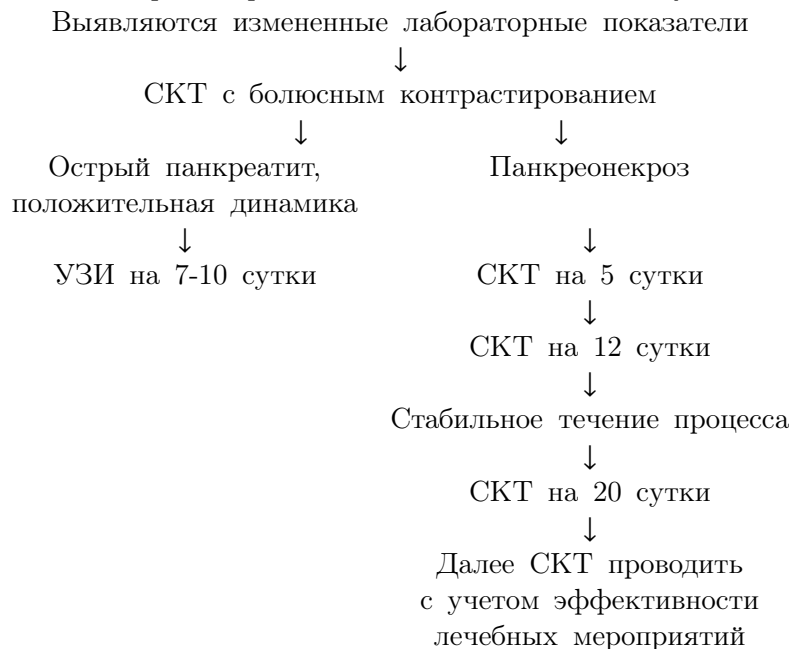 Выявляются измененные лабораторные показатели
↓
СКТ с болюсным контрастированием
↓ ↓
Острый панкреатит, Панкреонекроз
положительная динамика
↓ ↓
УЗИ на 7-10 сутки СКТ на 5 сутки
↓
СКТ на 12 сутки
↓
Стабильное течение процесса
↓
СКТ на 20 сутки
↓
Далее СКТ проводить
с учетом эффективности
лечебных мероприятий